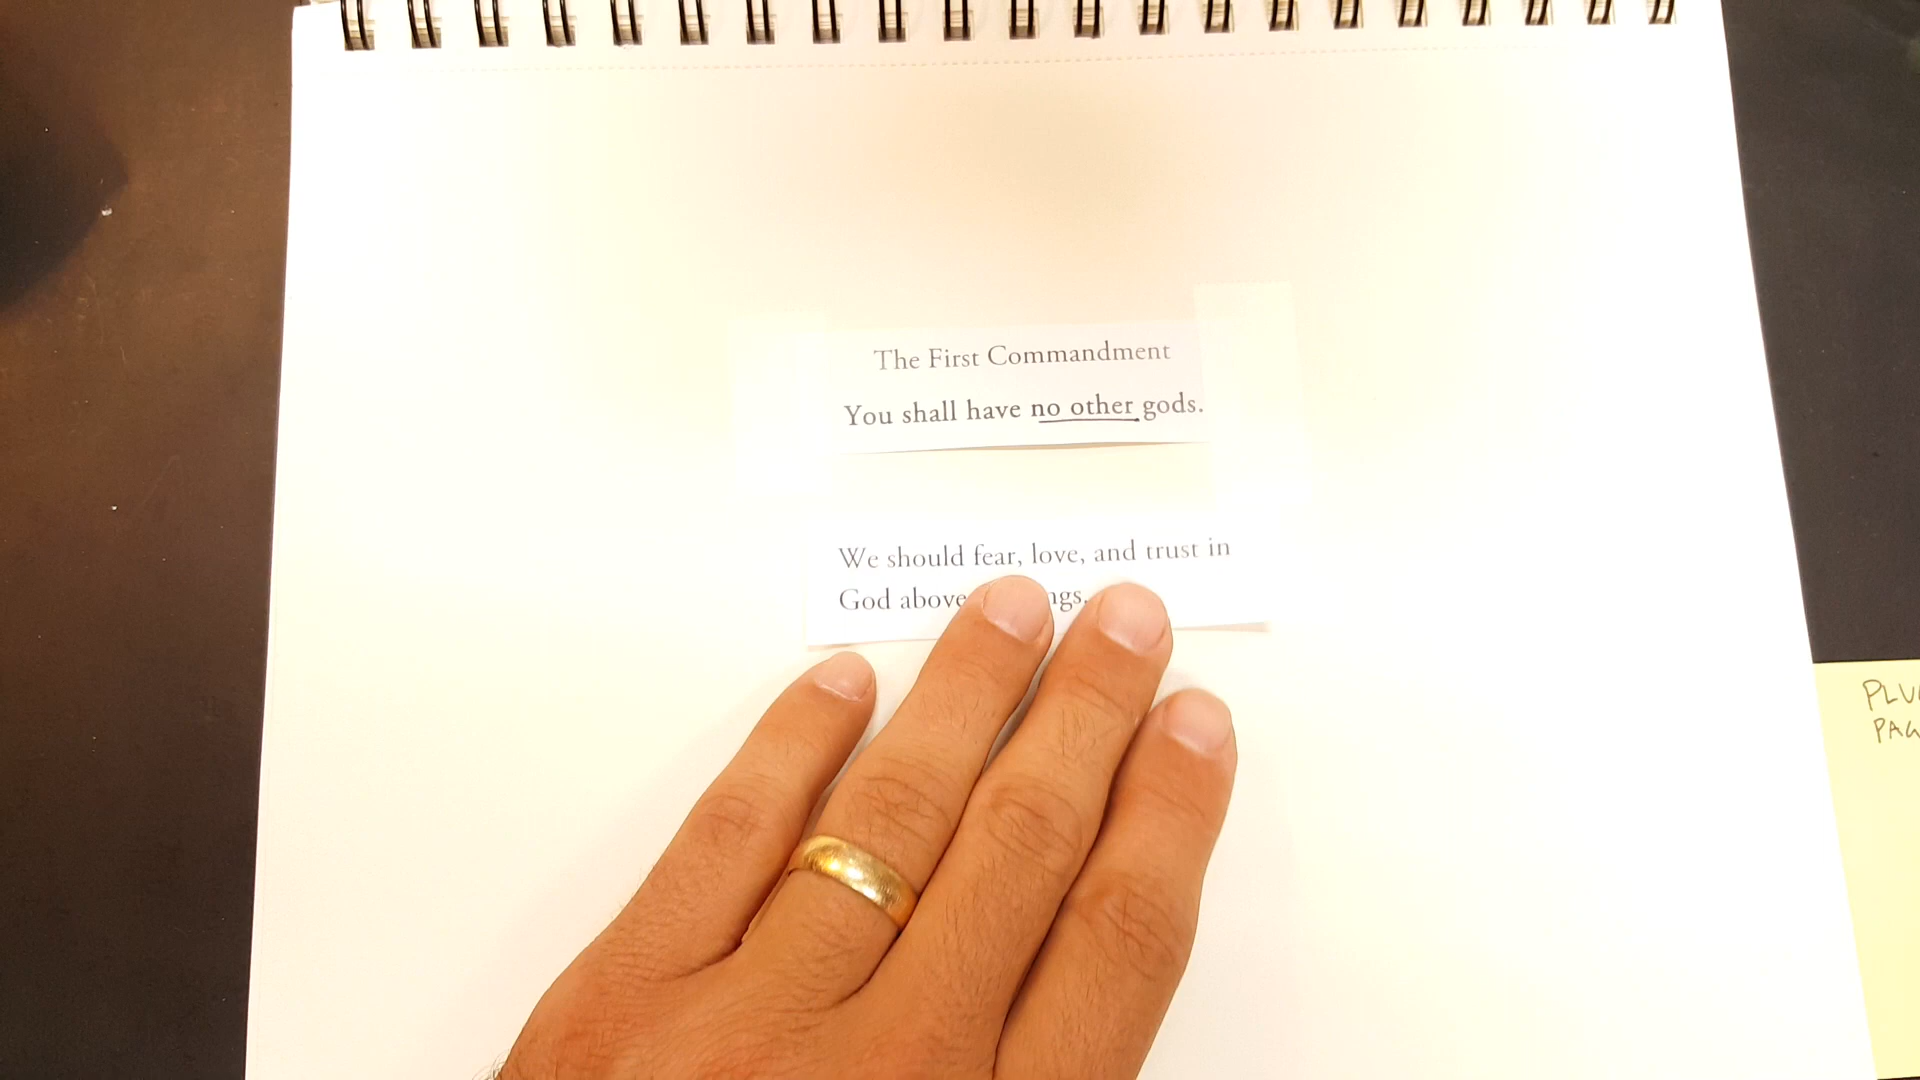 The First Commandment
You shall have no other gods.
We should fear, love, and trust in
God above